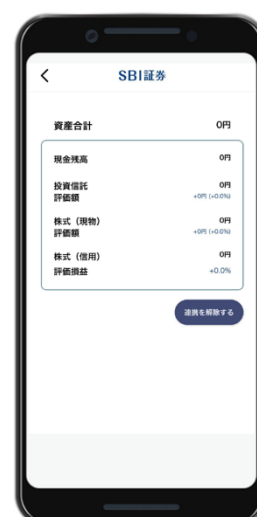 SBI証券
資産合計 0円
現金残高 0円
投資信託 0円
評価額 +0円 (+0.0%)
株式（現物） 0円
評価額 +0円 (+0.0%)
株式（信用） 0円
評価損益 +0.0%
連携を解除する